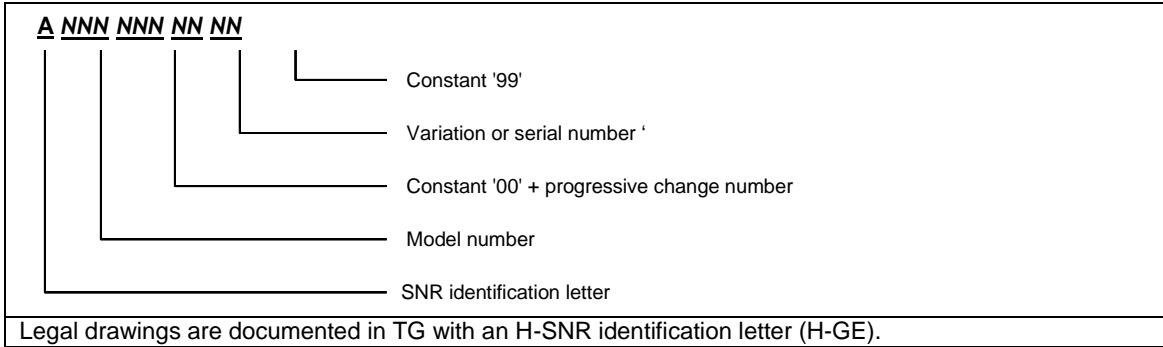 A NNN NNN NN NN
Constant '99'
Variation or serial number ‘
Constant '00' + progressive change number
Model number
SNR identification letter
Legal drawings are documented in TG with an H-SNR identification letter (H-GE).